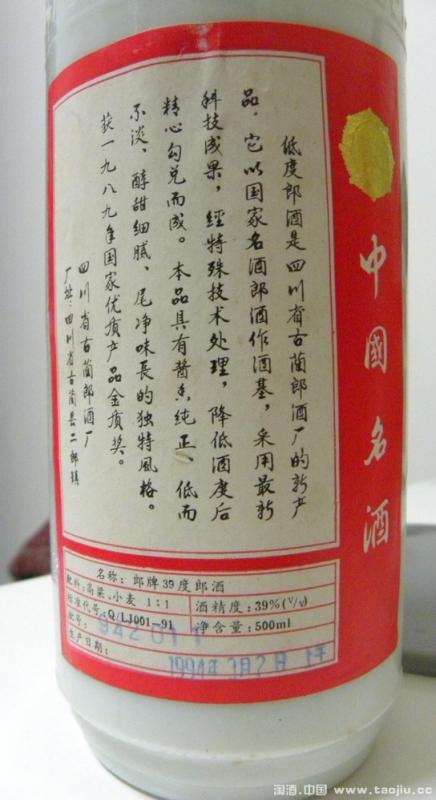 低度郎酒是四川省古蔺郎酒厂的新产
品，它以国家名酒郎酒作酒基，采用最新
科技成果，经特殊技术处理，降低酒度后
精心勾兑而成。本品具有酱香纯正、低而
不淡、醇甜细腻、尾净味長的独特風格。
获一九八九年国家优质产品金质奖。
四川省古蔺郎酒厂
厂址：四川省古蔺县二郎镇
中國名酒
名称：郎牌39度郎酒
配料：高粱、小麦 1:1
酒精度：39%(V/V)
标准代号：Q/LJ001-91
净含量：500ml
批号：
生产日期：
淘酒.中国 www.taojiu.cc